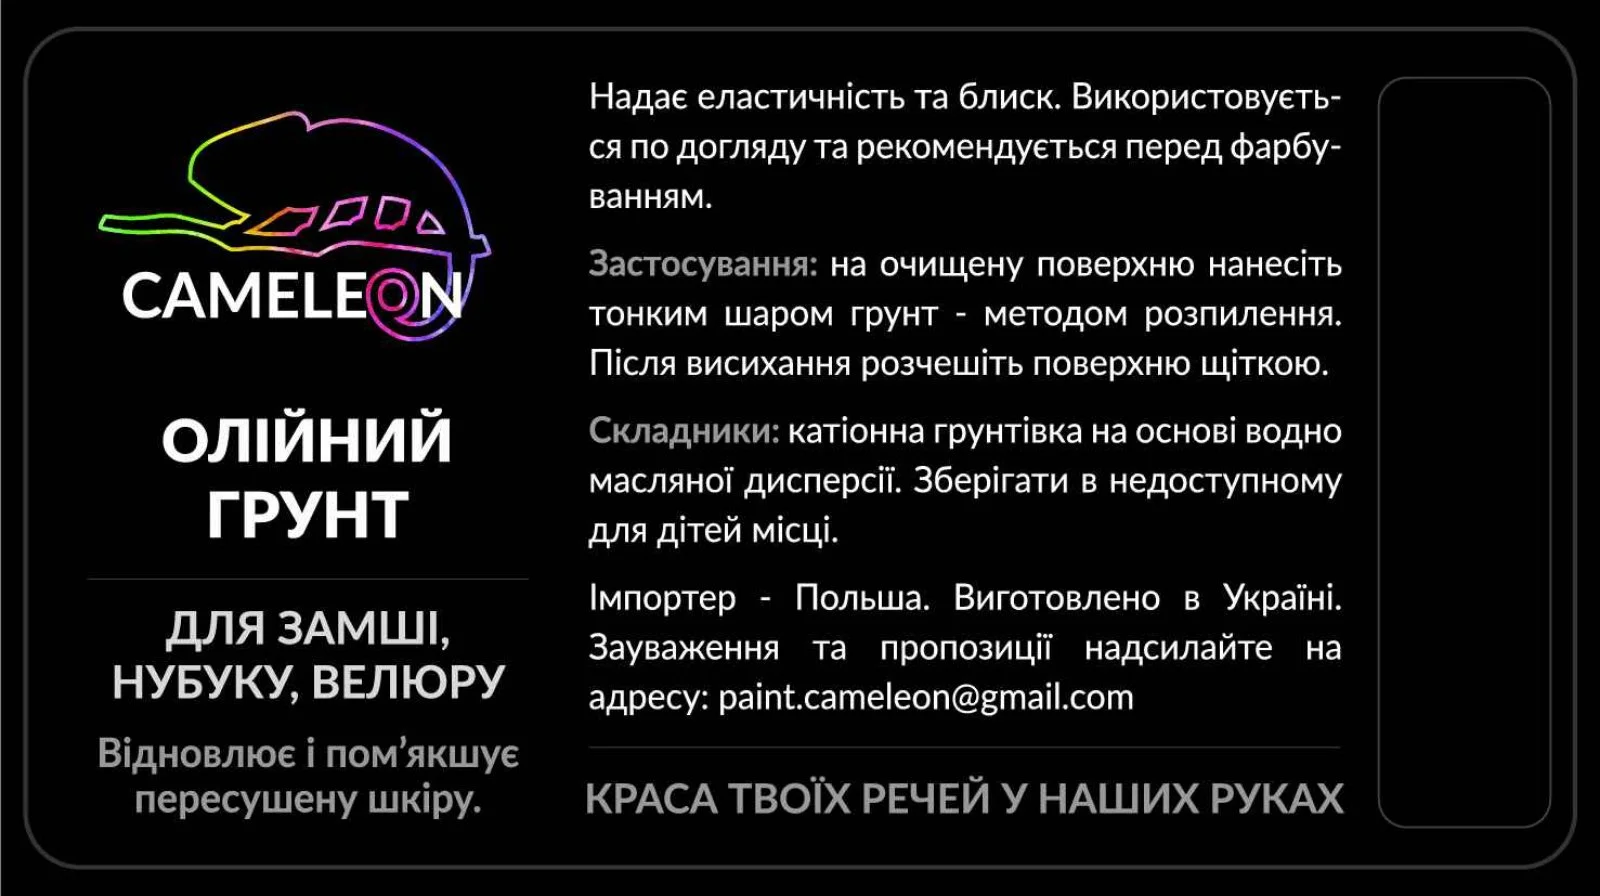 CAMELEON
ОЛІЙНИЙ
ГРУНТ
ДЛЯ ЗАМШІ,
НУБУКУ, ВЕЛЮРУ
Відновлює і пом’якшує
пересушену шкіру.
Надає еластичність та блиск. Використовуєть-
ся по догляду та рекомендується перед фарбу-
ванням.
Застосування: на очищену поверхню нанесіть
тонким шаром грунт - методом розпилення.
Після висихання розчешіть поверхню щіткою.
Складники: катіонна грунтівка на основі водно
масляної дисперсії. Зберігати в недоступному
для дітей місці.
Імпортер - Польша. Виготовлено в Україні.
Зауваження та пропозиції надсилайте на
адресу: paint.cameleon@gmail.com
КРАСА ТВОЇХ РЕЧЕЙ У НАШИХ РУКАХ